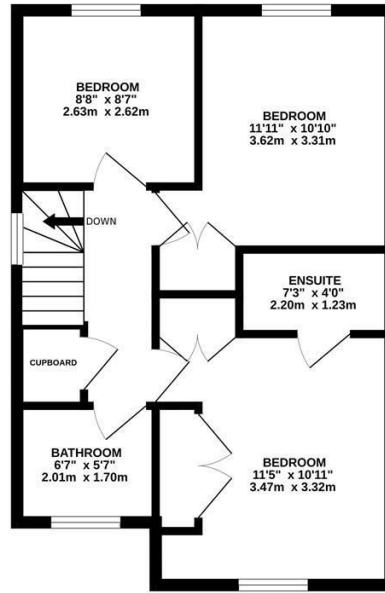 BEDROOM
8'8" x 8'7"
2.63m x 2.62m
BEDROOM
11'11" x 10'10"
3.62m x 3.31m
DOWN
ENSUITE
7'3" x 4'0"
2.20m x 1.23m
CUPBOARD
BATHROOM
6'7" x 5'7"
2.01m x 1.70m
BEDROOM
11'5" x 10'11"
3.47m x 3.32m